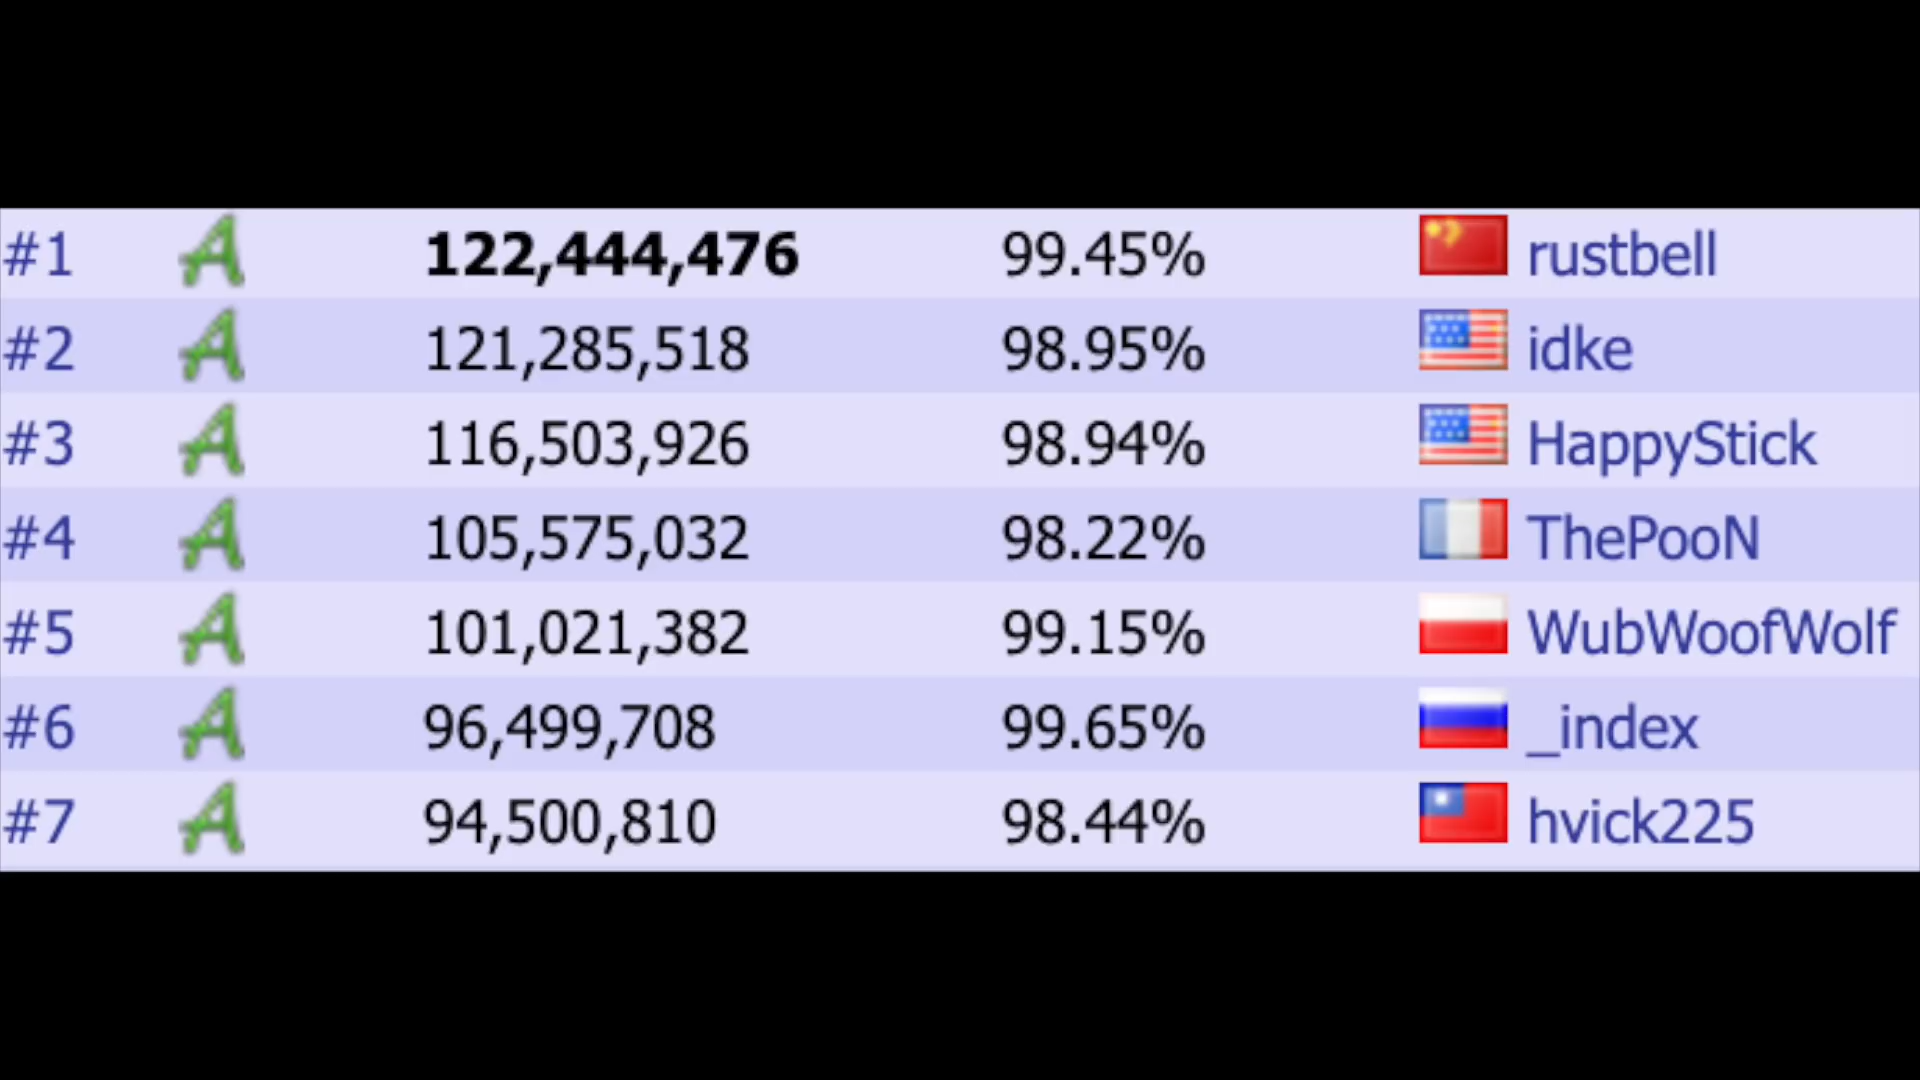 #1 A 122,444,476 99.45% rustbell
#2 A 121,285,518 98.95% idke
#3 A 116,503,926 98.94% HappyStick
#4 A 105,575,032 98.22% ThePooN
#5 A 101,021,382 99.15% WubWoofWolf
#6 A 96,499,708 99.65% _index
#7 A 94,500,810 98.44% hvick225